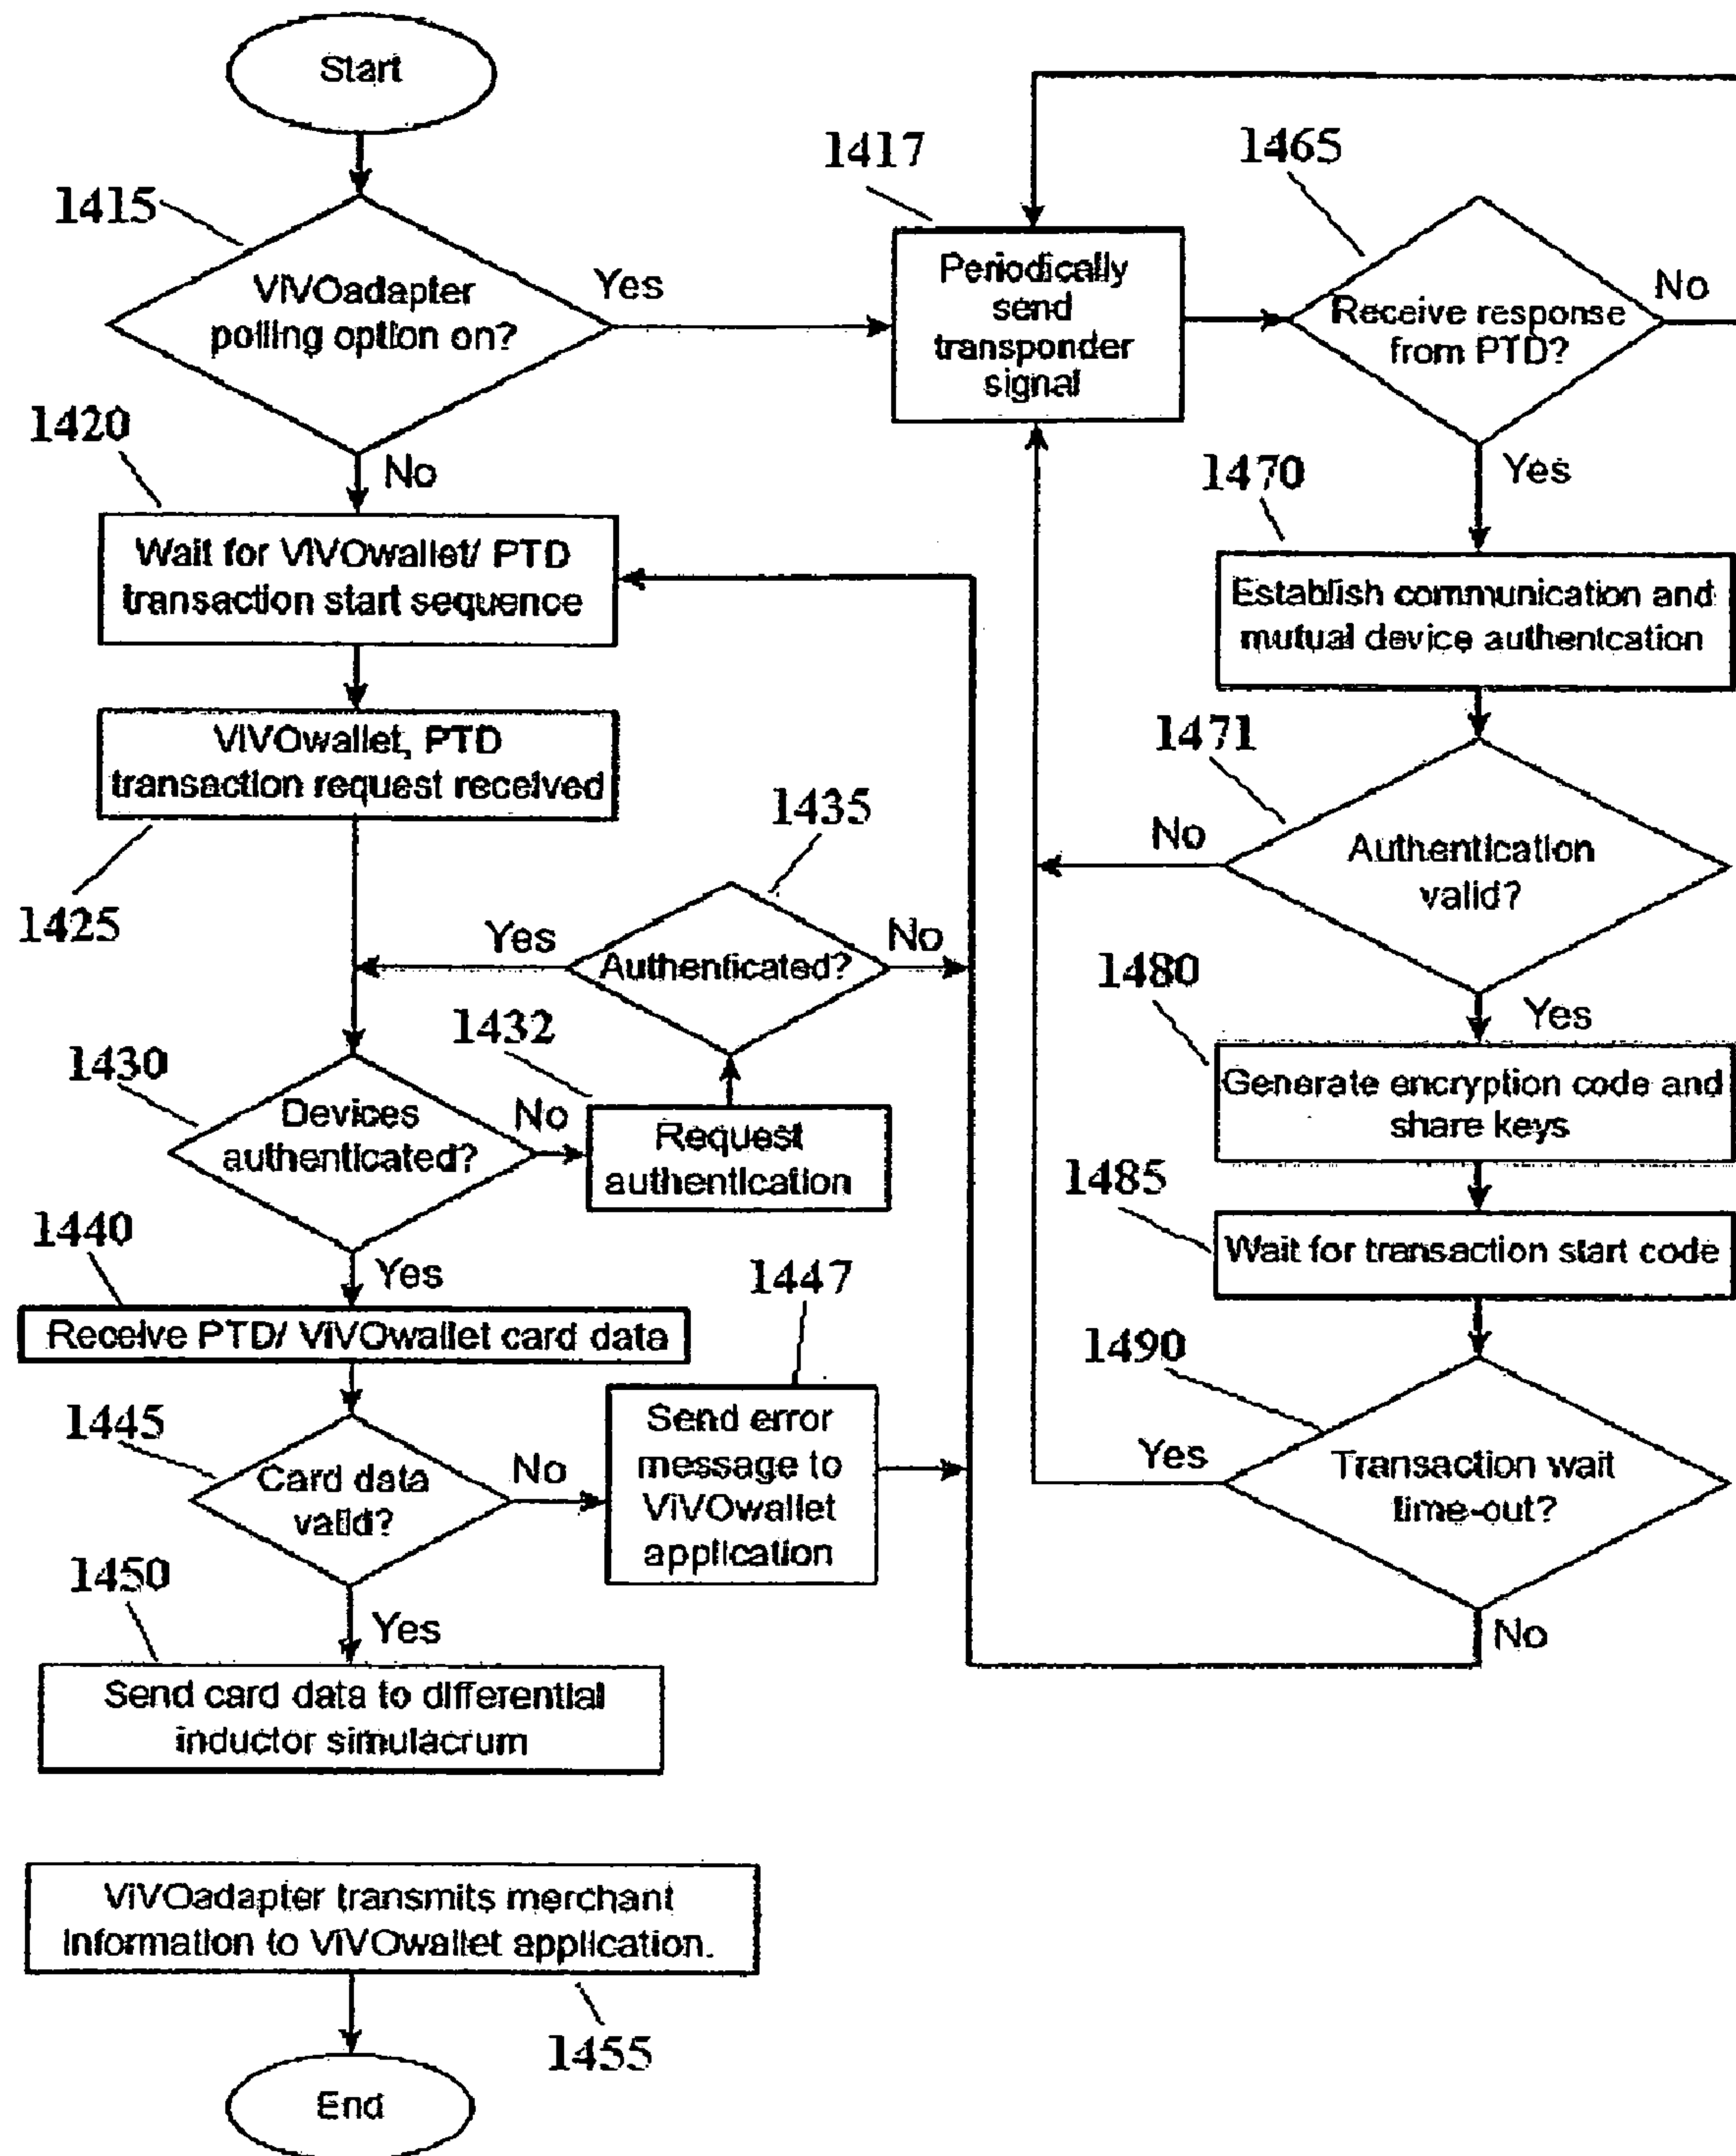 Start
1415
ViVOadapter
polling option on?
Yes
No
1417
Periodically
send
transponder
signal
1465
Receive response
from PTD?
No
Yes
1420
Wait for ViVOwallet/ PTD
transaction start sequence
ViVOwallet, PTD
transaction request received
1425
1435
Authenticated?
Yes
No
1430
Devices
authenticated?
No
Yes
1432
Request
authentication
1440
Receive PTD/ ViVOwallet card data
1445
Card data
valid?
No
Yes
1447
Send error
message to
ViVOwallet
application
1450
Send card data to differential
inductor simulacrum
ViVOadapter transmits merchant
information to ViVOwallet application.
1455
End
1470
Establish communication and
mutual device authentcation
1471
Authentication
valid?
No
Yes
1480
Generate encryption code and
share keys
1485
Wait for transaction start code
1490
Transaction wait
time-out?
Yes
No